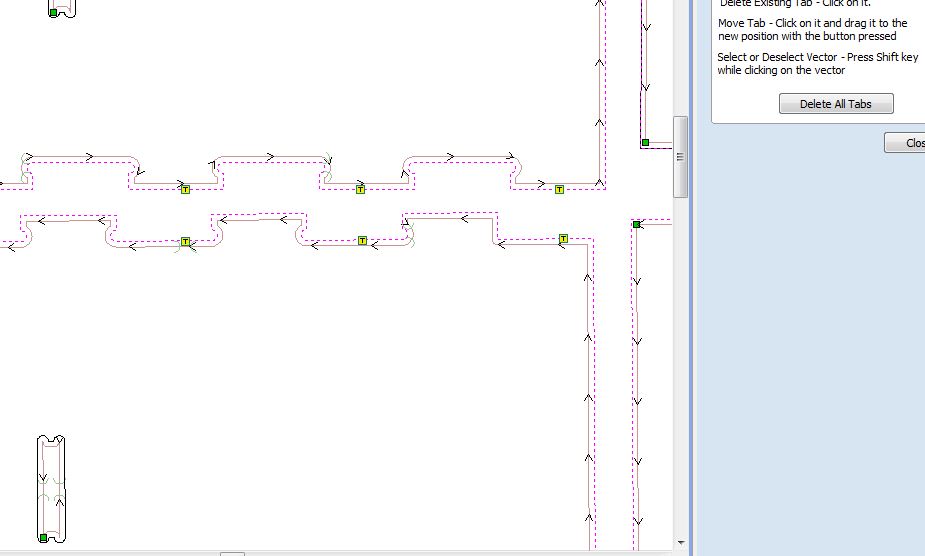 Delete Existing Tab - Click on it.
Move Tab - Click on it and drag it to the
new position with the button pressed
Select or Deselect Vector - Press Shift key
while clicking on the vector
Delete All Tabs
Clos
T
T
T
T
T
T